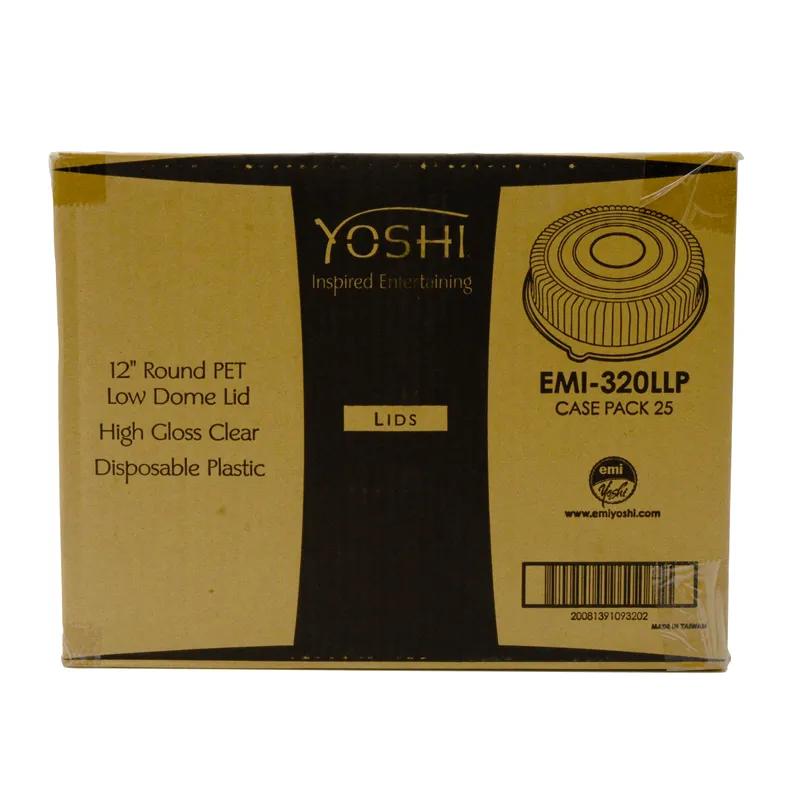 YOSHI
Inspired Entertaining
12" Round PET
Low Dome Lid
High Gloss Clear
Disposable Plastic
LIDS
EMI-320LLP
CASE PACK 25
emi
Yoshi
www.emiyoshi.com
20081391093202
MADE IN TAIWAN